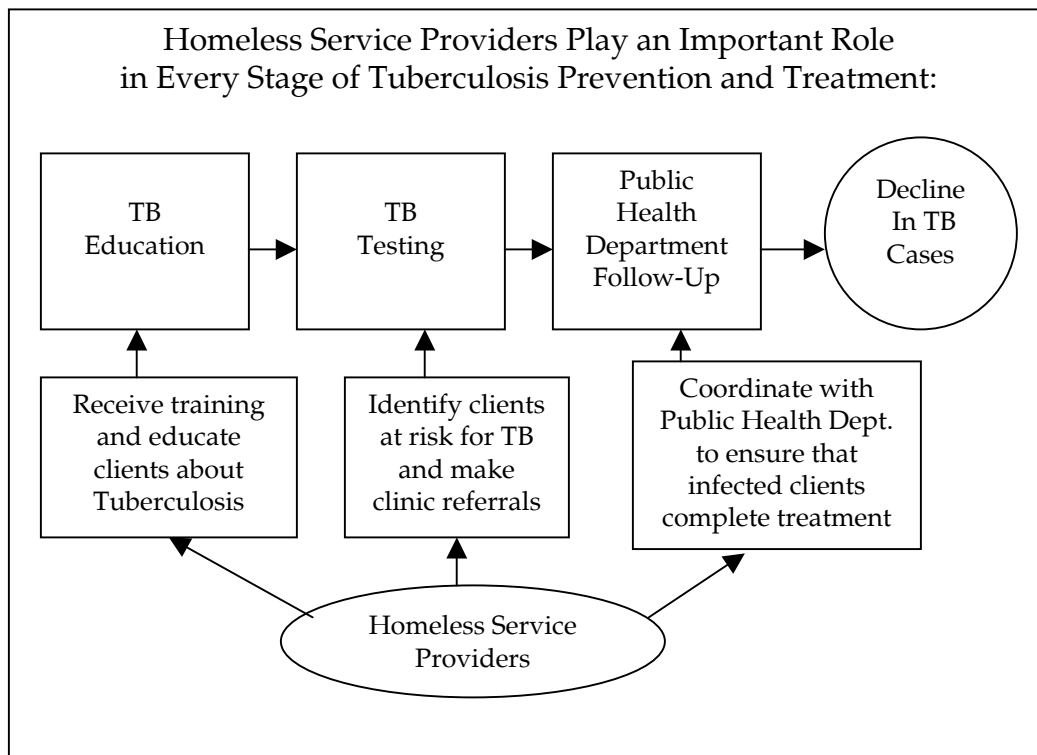 Homeless Service Providers Play an Important Role
in Every Stage of Tuberculosis Prevention and Treatment:
TB
Education
TB
Testing
Public
Health
Department
Follow-Up
Decline
In TB
Cases
Receive training
and educate
clients about
Tuberculosis
Identify clients
at risk for TB
and make
clinic referrals
Coordinate with
Public Health Dept.
to ensure that
infected clients
complete treatment
Homeless Service
Providers